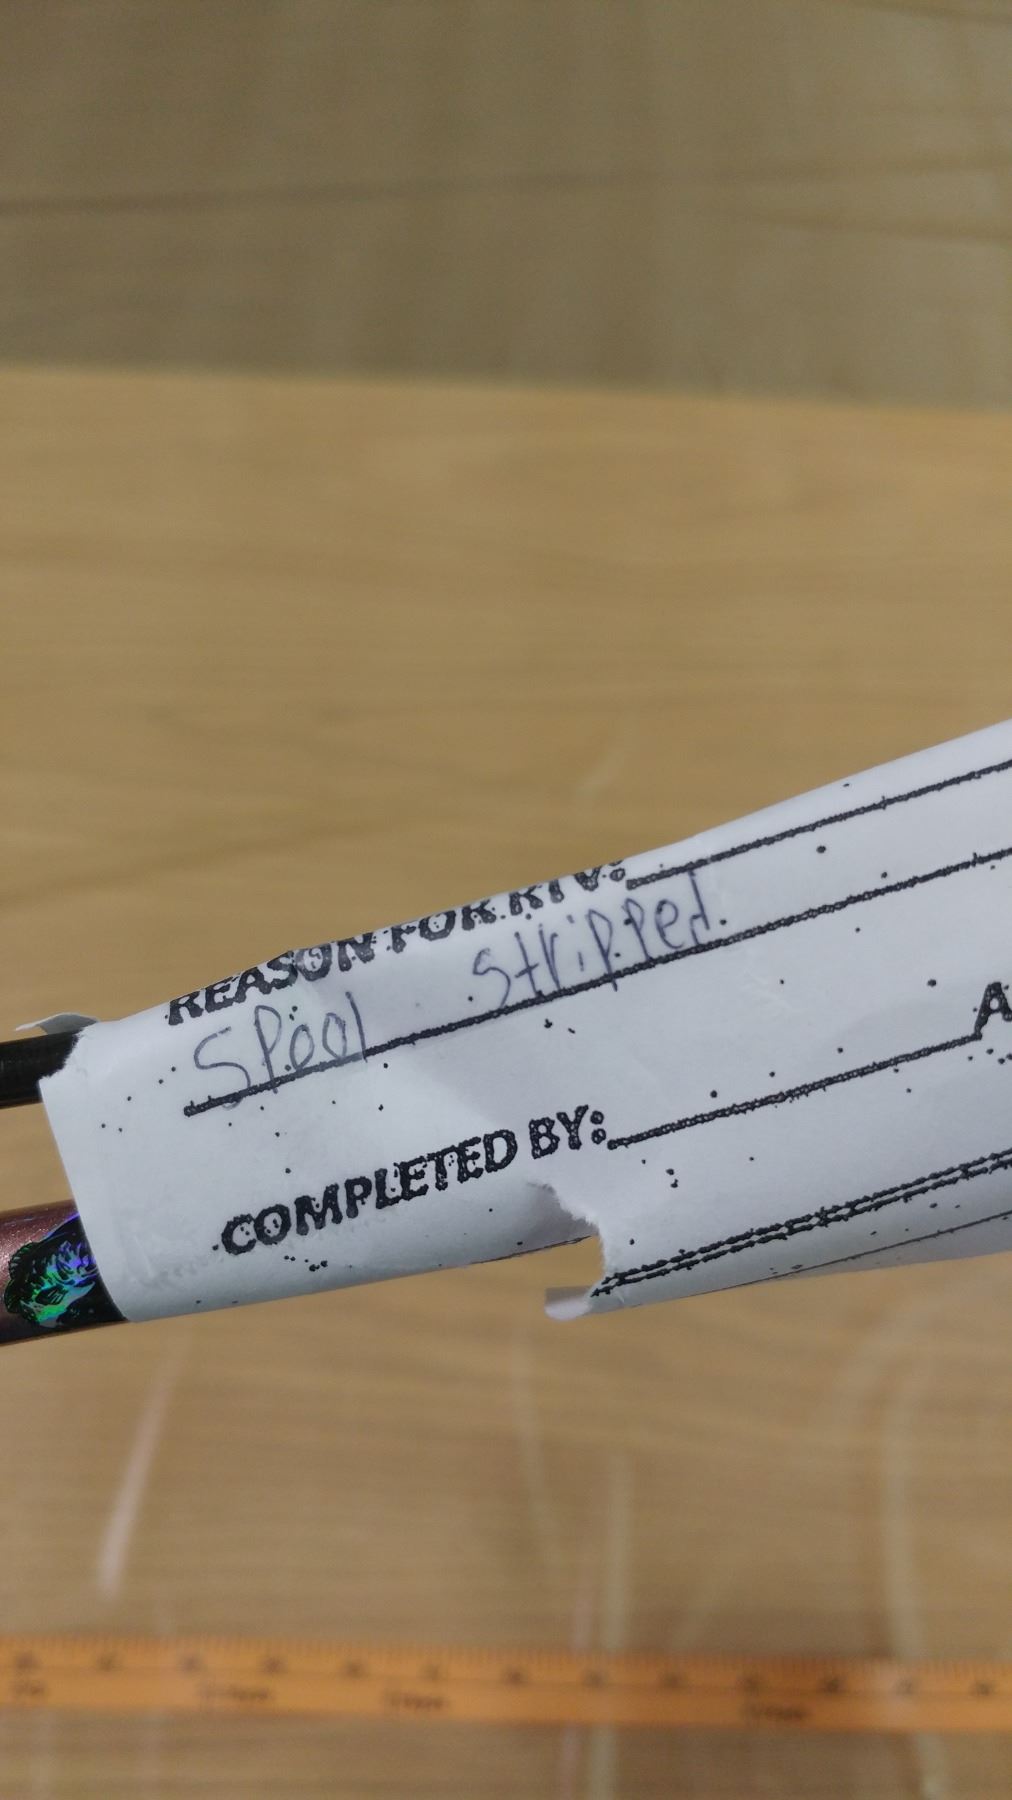 REASON FOR RTV:
SPool Stripped.
COMPLETED BY:
A